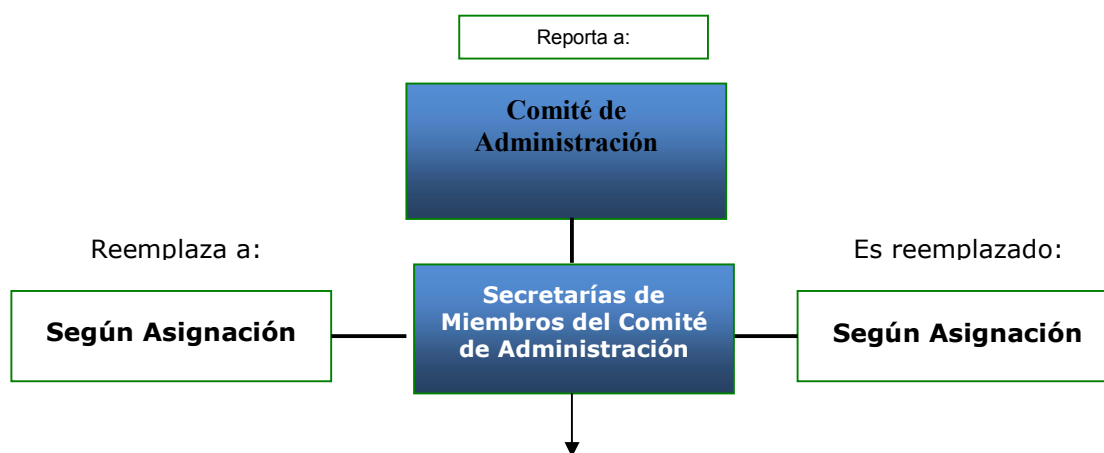 Reporta a:
Comité de
Administración
Reemplaza a:
Es reemplazado:
Según Asignación
Secretarías de
Miembros del Comité
de Administración
Según Asignación